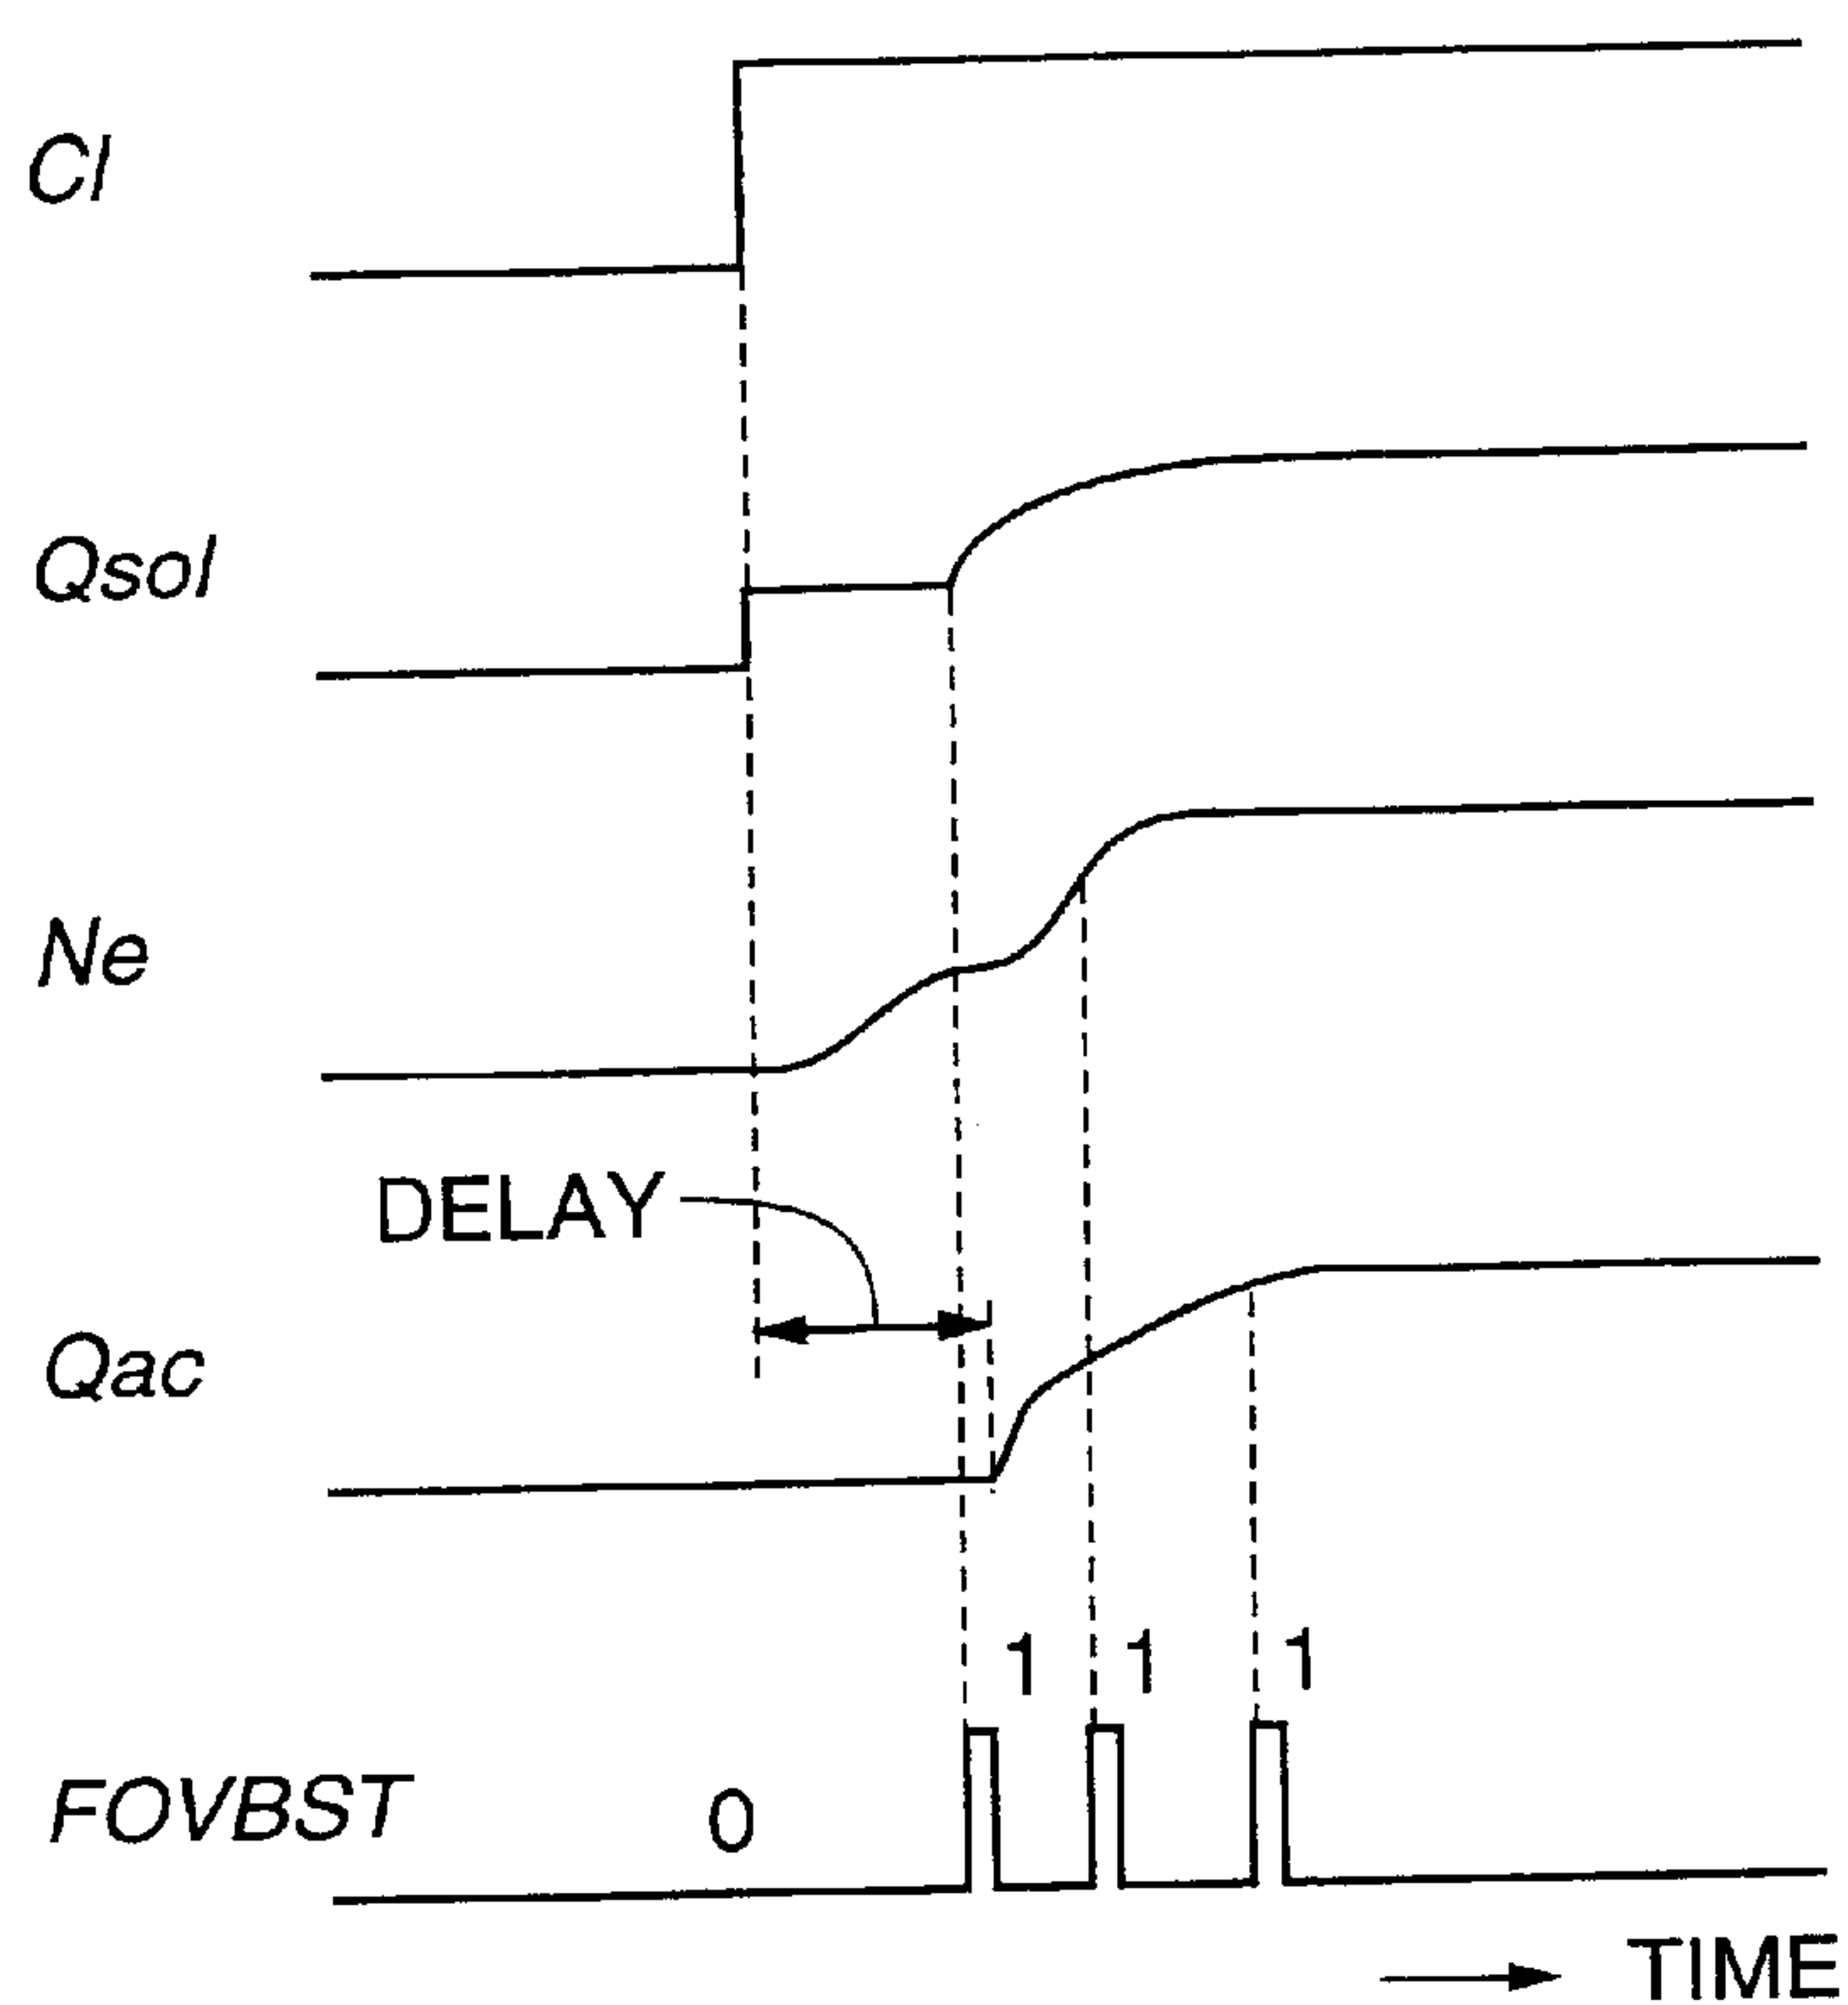 Cl
Qsol
Ne
DELAY
Qac
1 1 1
FOVBST 0
TIME